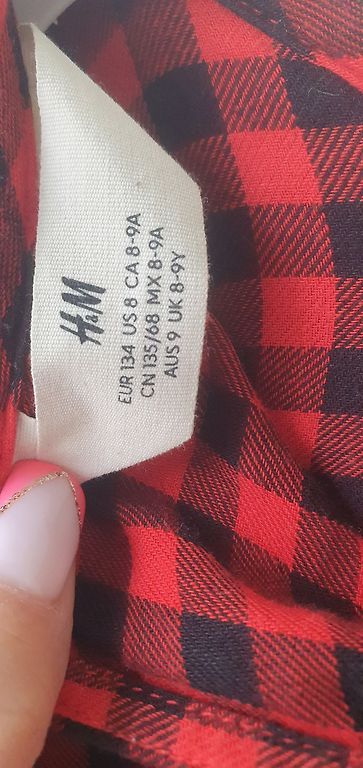 H&M
EUR 134 US 8 CA 8-9A
CN 135/68 MX 8-9A
AUS 9 UK 8-9Y